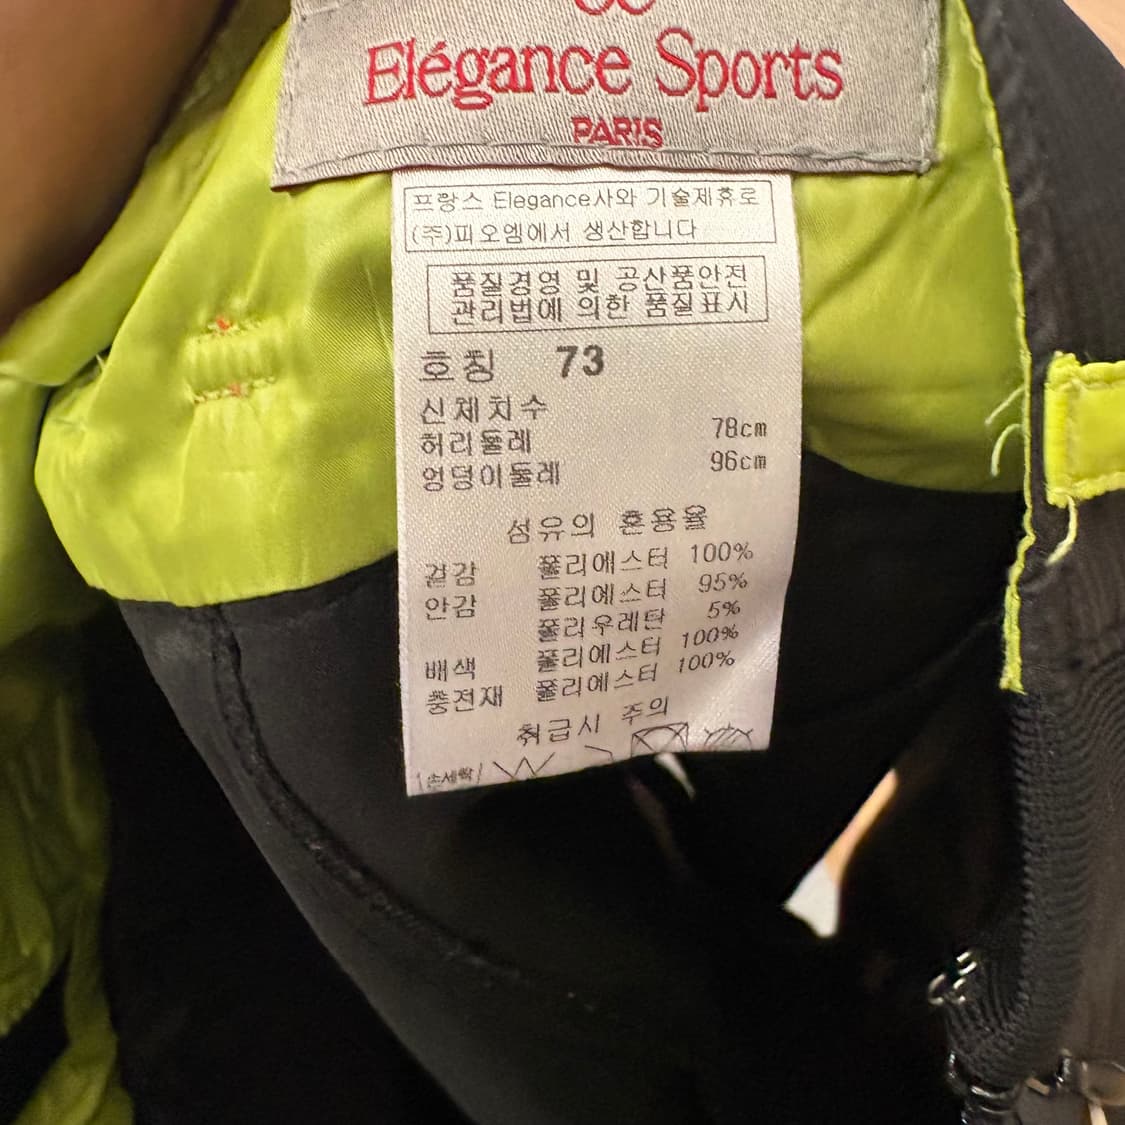 Elégance Sports
PARIS
프랑스 Elegance사와 기술제휴로
(주)피오엠에서 생산합니다
품질경영 및 공산품안전
관리법에 의한 품질표시
호칭 73
신체치수
허리둘레 78cm
엉덩이둘레 96cm
섬유의 혼용율
겉감 폴리에스터 100%
안감 폴리에스터 95%
폴리우레탄 5%
배색 폴리에스터 100%
충전재 폴리에스터 100%
취급시 주의
손세탁